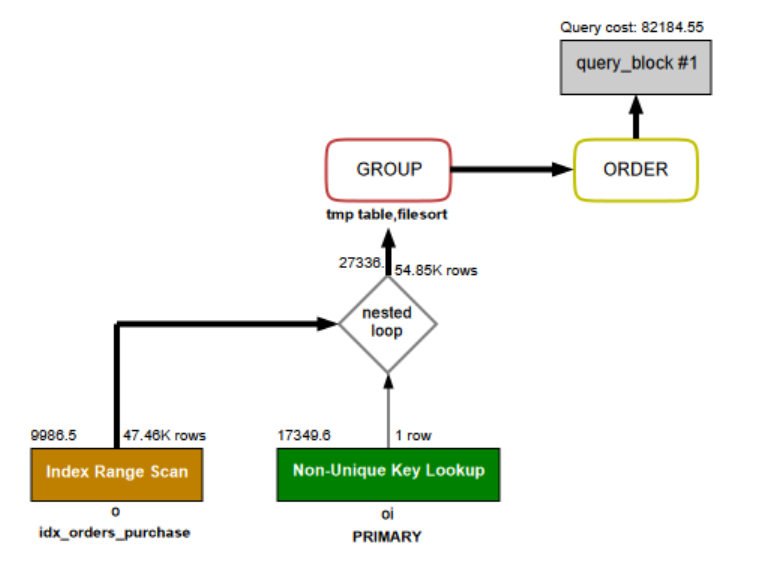 Query cost: 82184.55
query_block #1
GROUP
ORDER
tmp table,filesort
27336.
54.85K rows
nested
loop
9986.5
47.46K rows
17349.6
1 row
Index Range Scan
Non-Unique Key Lookup
o
oi
idx_orders_purchase
PRIMARY